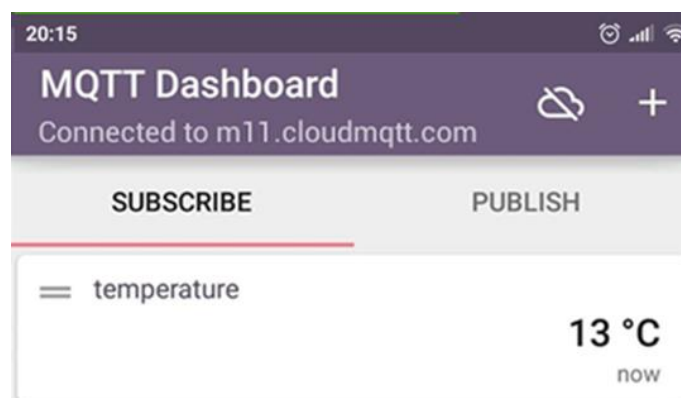 20:15
MQTT Dashboard
Connected to m11.cloudmqtt.com
SUBSCRIBE PUBLISH
temperature
13 °C
now